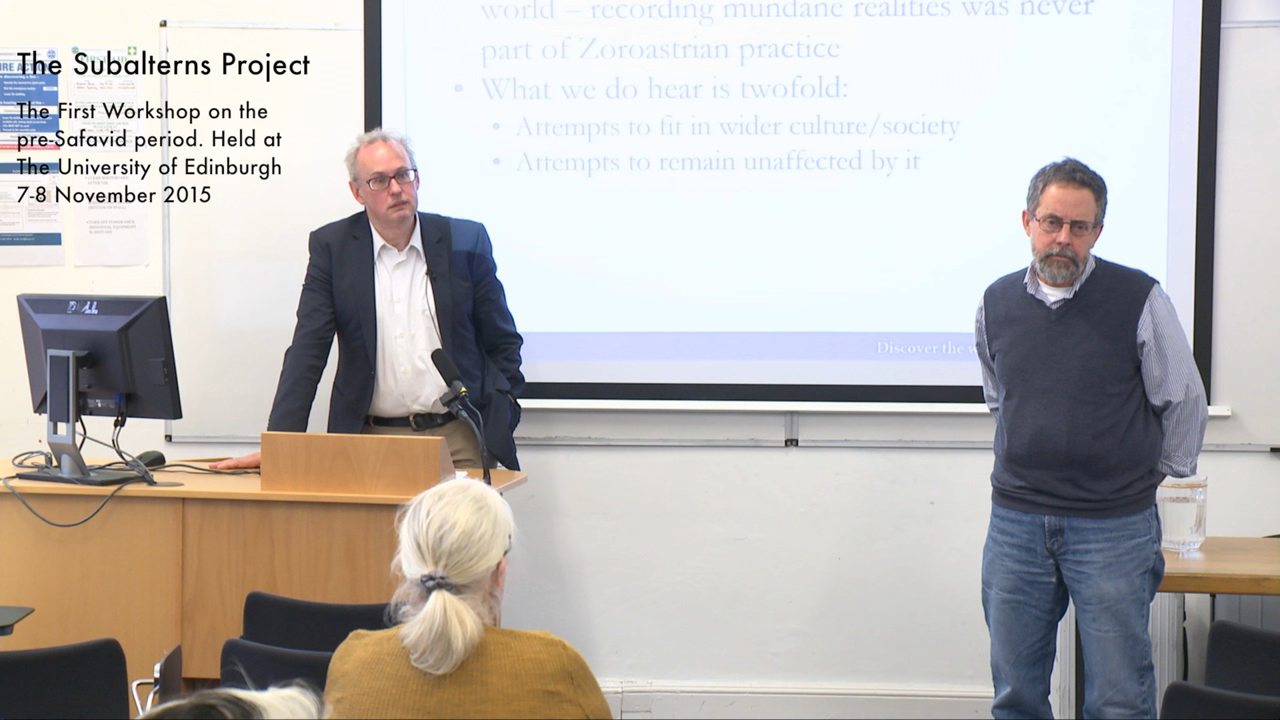 The Subalterns Project
The First Workshop on the
pre-Safavid period. Held at
The University of Edinburgh
7-8 November 2015
world – recording mundane realities was never
part of Zoroastrian practice
• What we do hear is twofold:
• Attempts to fit in wider culture/society
• Attempts to remain unaffected by it
Discover the